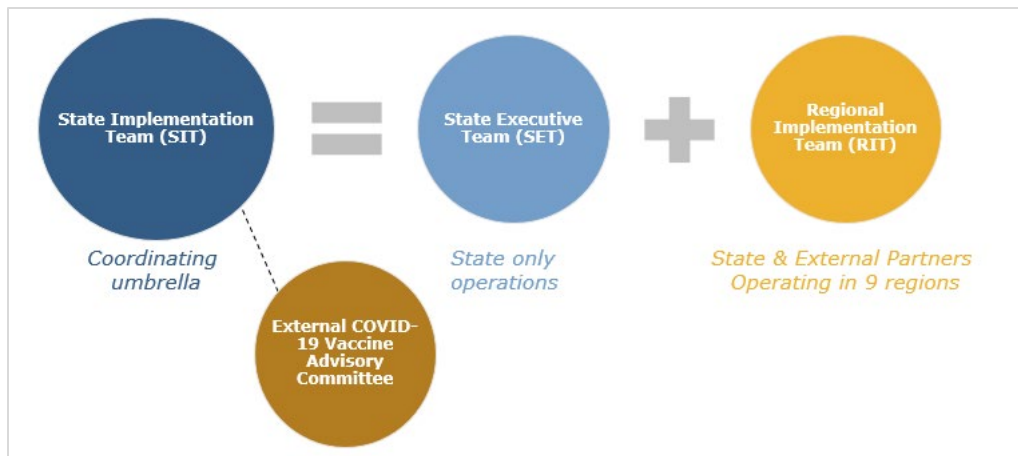 State Implementation
Team (SIT)
State Executive
Team (SET)
Regional
Implementation
Team (RIT)
Coordinating
umbrella
State only
operations
State & External Partners
Operating in 9 regions
External COVID-
19 Vaccine
Advisory
Committee